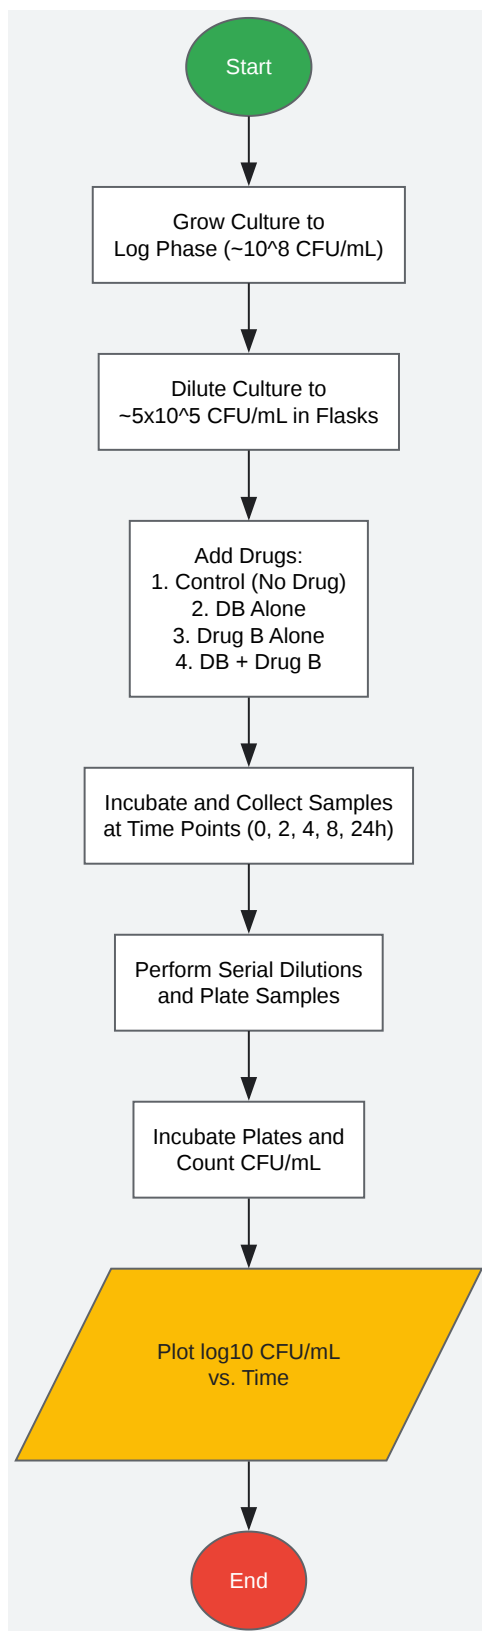 Start
Grow Culture to
Log Phase (~10^8 CFU/mL)
Dilute Culture to
~5x10^5 CFU/mL in Flasks
Add Drugs:
1. Control (No Drug)
2. DB Alone
3. Drug B Alone
4. DB + Drug B
Incubate and Collect Samples
at Time Points (0, 2, 4, 8, 24h)
Perform Serial Dilutions
and Plate Samples
Incubate Plates and
Count CFU/mL
Plot log10 CFU/mL
vs. Time
End